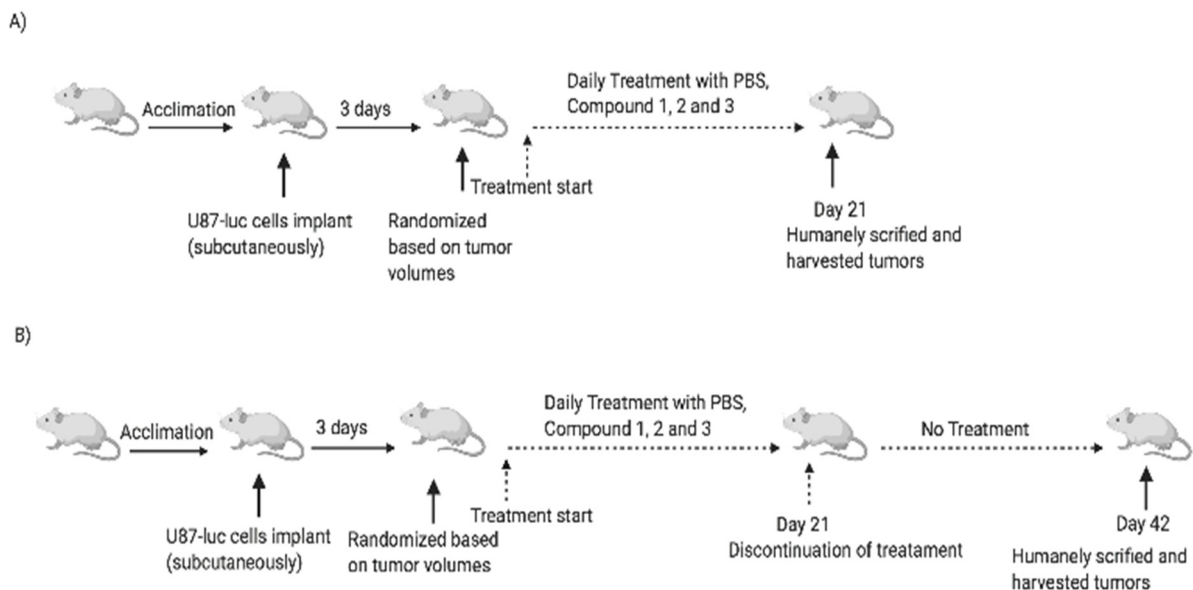 A)
Acclimation
3 days
Daily Treatment with PBS,
Compound 1, 2 and 3
Treatment start
U87-luc cells implant
(subcutaneously)
Randomized
based on tumor
volumes
Day 21
Humanely scrified and
harvested tumors
B)
Acclimation
3 days
Daily Treatment with PBS,
Compound 1, 2 and 3
No Treatment
Treatment start
U87-luc cells implant
(subcutaneously)
Randomized based
on tumor volumes
Day 21
Discontinuation of treatament
Day 42
Humanely scrified and
harvested tumors